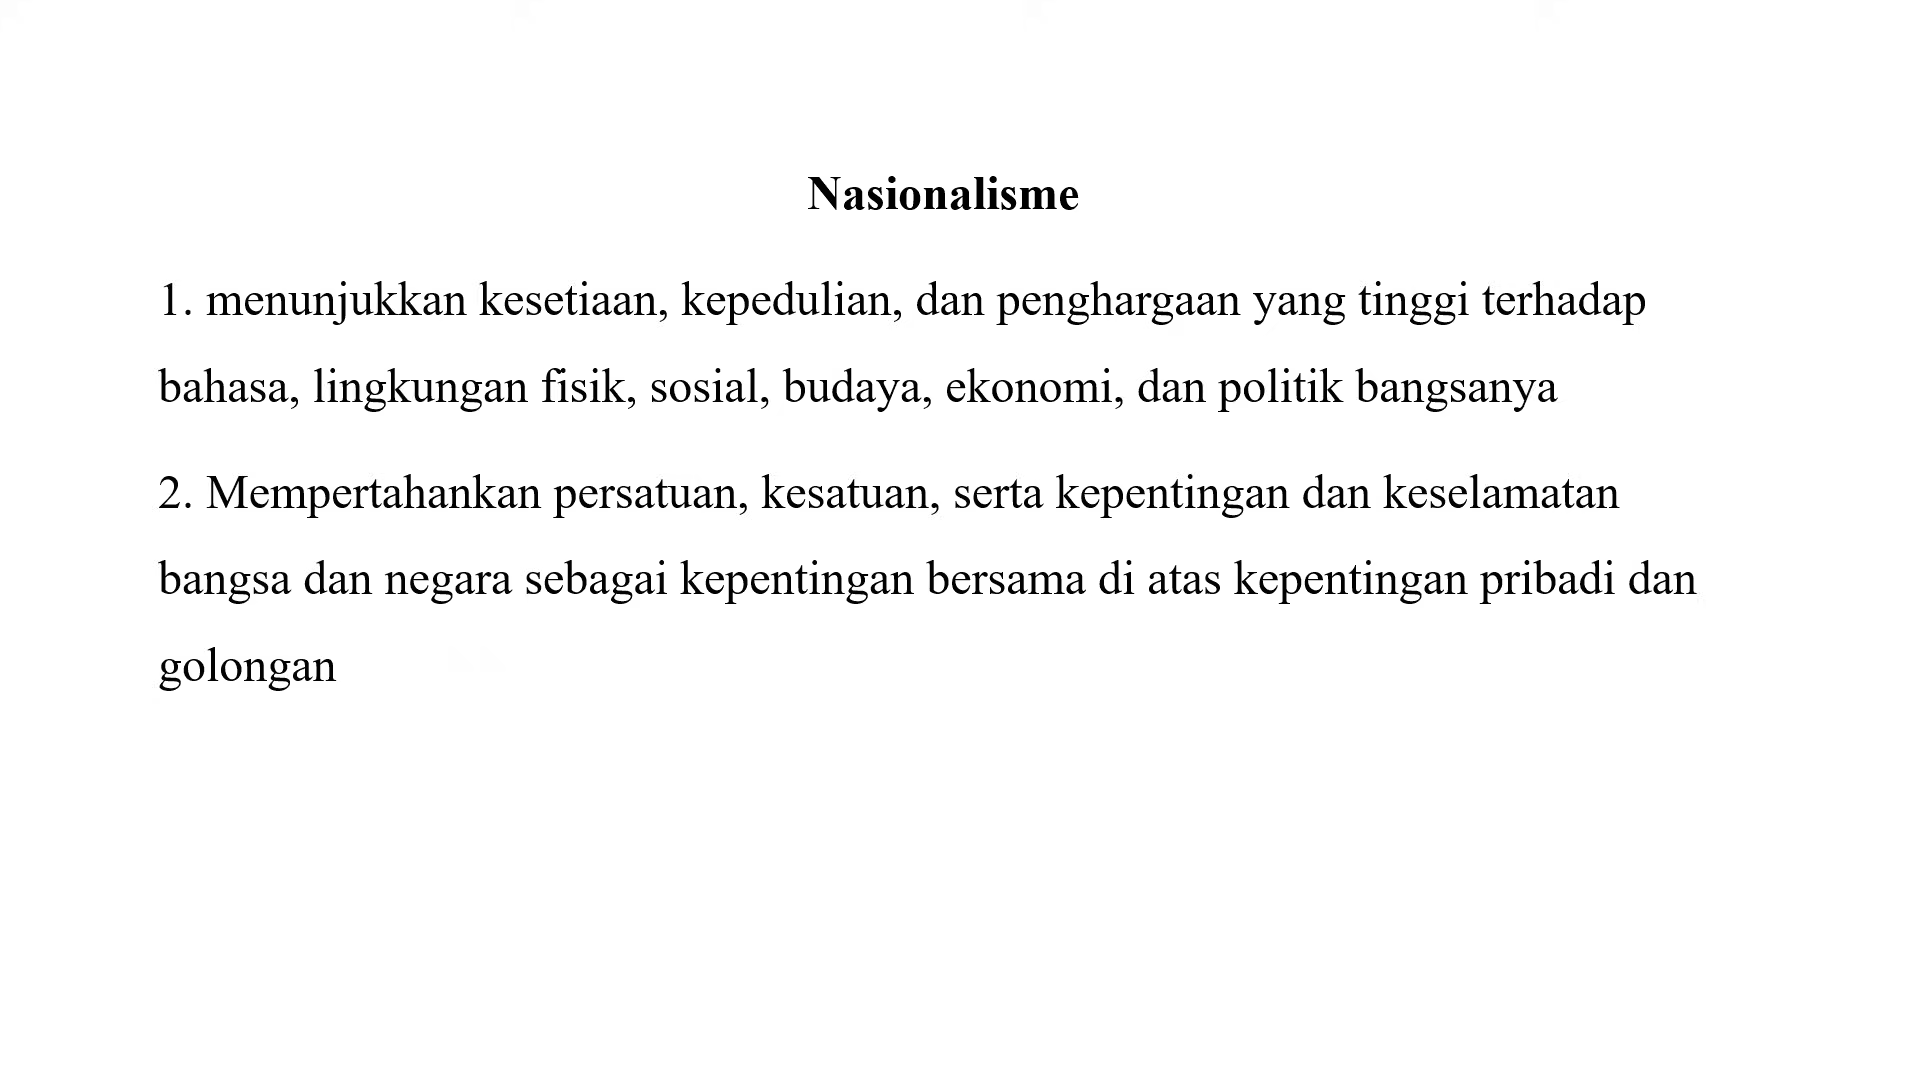 Nasionalisme
1. menunjukkan kesetiaan, kepedulian, dan penghargaan yang tinggi terhadap
bahasa, lingkungan fisik, sosial, budaya, ekonomi, dan politik bangsanya
2. Mempertahankan persatuan, kesatuan, serta kepentingan dan keselamatan
bangsa dan negara sebagai kepentingan bersama di atas kepentingan pribadi dan
golongan